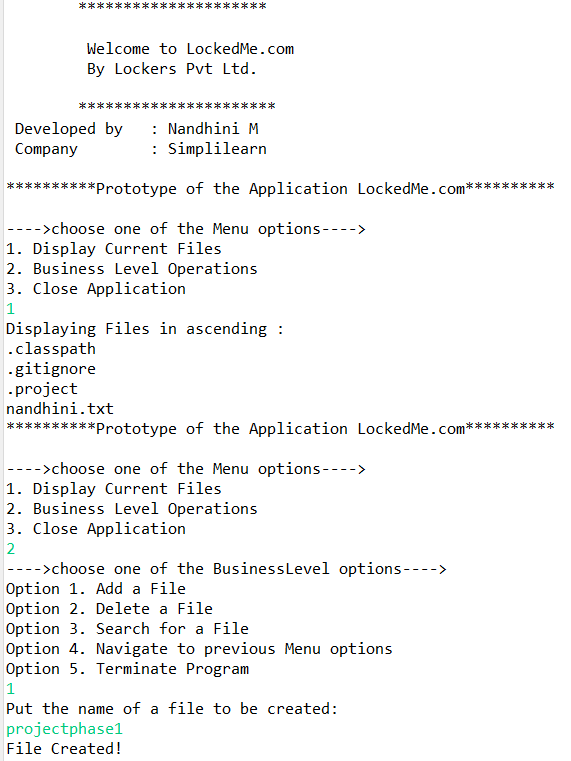 *********************
Welcome to LockedMe.com
By Lockers Pvt Ltd.
**********************
Developed by   : Nandhini M
Company        : Simplilearn
**********Prototype of the Application LockedMe.com**********
---->choose one of the Menu options---->
1. Display Current Files
2. Business Level Operations
3. Close Application
1
Displaying Files in ascending :
.classpath
.gitignore
.project
nandhini.txt
**********Prototype of the Application LockedMe.com**********
---->choose one of the Menu options---->
1. Display Current Files
2. Business Level Operations
3. Close Application
2
---->choose one of the BusinessLevel options---->
Option 1. Add a File
Option 2. Delete a File
Option 3. Search for a File
Option 4. Navigate to previous Menu options
Option 5. Terminate Program
1
Put the name of a file to be created:
projectphase1
File Created!